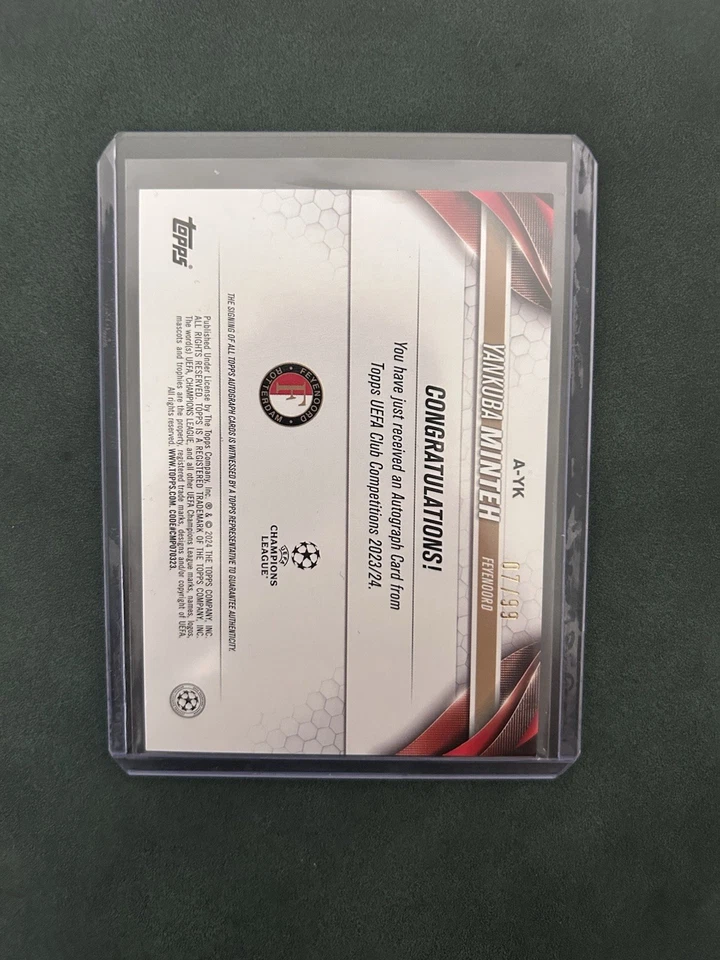 A-YK
07/99
YANKUBA MINTEH
FEYENOORD
CONGRATULATIONS!
You have just received an Autograph Card from
Topps UEFA Club Competitions 2023/24.
FEYENOORD
F
ROTTERDAM
UEFA
CHAMPIONS
LEAGUE®
THE SIGNING OF ALL TOPPS AUTOGRAPH CARDS IS WITNESSED BY A TOPPS REPRESENTATIVE TO GUARANTEE AUTHENTICITY.
topps®
Published Under License by The Topps Company, Inc. ® & © 2024 THE TOPPS COMPANY, INC.
ALL RIGHTS RESERVED. TOPPS IS A REGISTERED TRADEMARK OF THE TOPPS COMPANY, INC.
The word(s) UEFA, CHAMPIONS LEAGUE, and all other UEFA Champions League marks, names, logos,
mascots and trophies are the property, registered trade marks, designs and/or copyright of UEFA.
All rights reserved. WWW.TOPPS.COM. CODE#CMP070323.